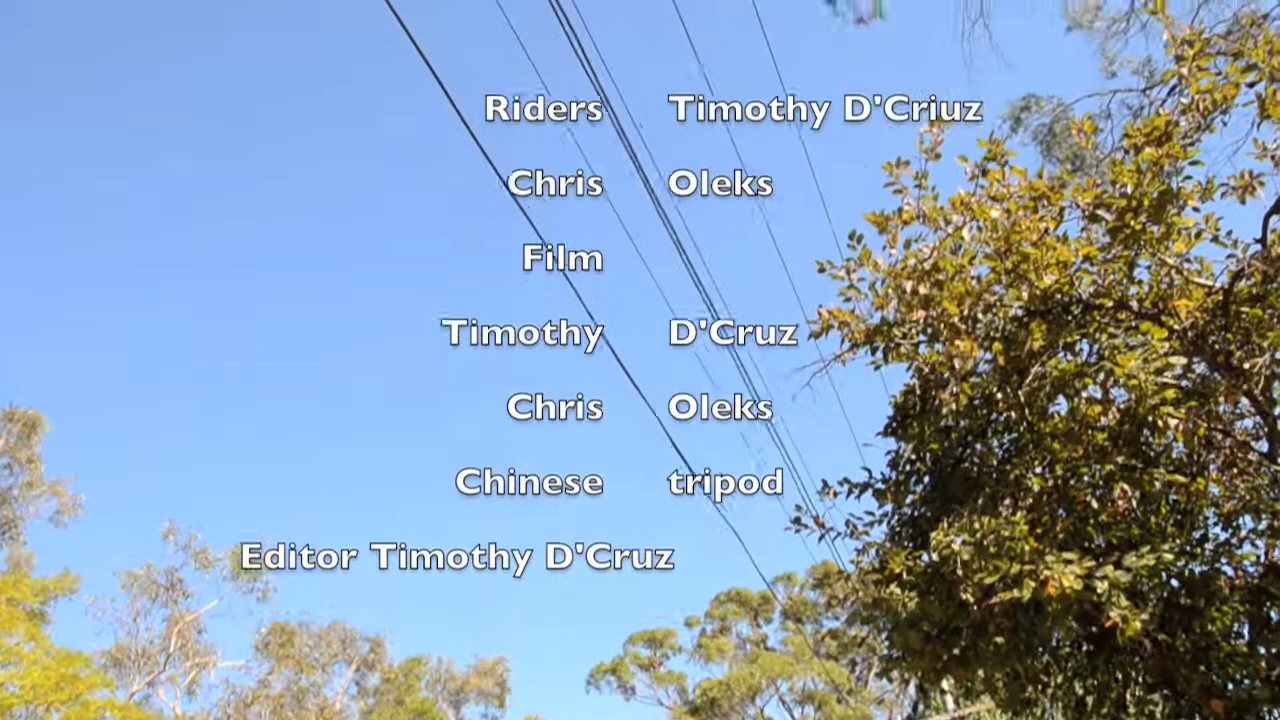 Riders Timothy D'Criuz
Chris Oleks
Film
Timothy D'Cruz
Chris Oleks
Chinese tripod
Editor Timothy D'Cruz